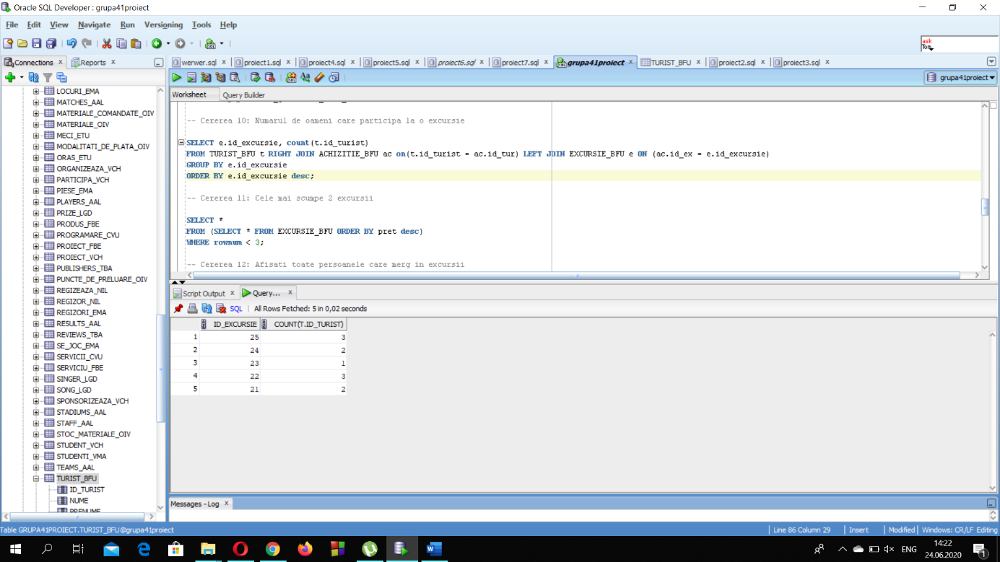 Oracle SQL Developer : grupa41proiect
File Edit View Navigate Run Versioning Tools Help
ask
Tom
Connections x Reports x
werwer.sql x proiect1.sql x proiect4.sql x proiect5.sql x proiect6.sql x proiect7.sql x grupa41proiect x TURIST_BFU x proiect2.sql x proiect3.sql x
grupa41proiect
Worksheet Query Builder
LOCURI_EMA
MATCHES_AAL
MATERIALE_COMANDATE_OIV
MATERIALE_OIV
MECI_ETU
MODALITATI_DE_PLATA_OIV
ORAS_ETU
ORGANIZEAZA_VCH
PARTICIPA_VCH
PIESE_EMA
PLAYERS_AAL
PRIZE_LGD
PRODUS_FBE
PROGRAMARE_CVU
PROIECT_FBE
PROIECT_VCH
PUBLISHERS_TBA
PUNCTE_DE_PRELUARE_OIV
REGIZEAZA_NIL
REGIZOR_NIL
REGIZORI_EMA
RESULTS_AAL
REVIEWS_TBA
SE_JOC_EMA
SERVICII_CVU
SERVICIU_FBE
SINGER_LGD
SONG_LGD
SPONSORIZEAZA_VCH
STADIUMS_AAL
STAFF_AAL
STOC_MATERIALE_OIV
STUDENT_VCH
STUDENTI_VMA
TEAMS_AAL
TURIST_BFU
ID_TURIST
NUME
PRENUME
-- Cererea 10: Numarul de oameni care participa la o excursie
SELECT e.id_excursie, count(t.id_turist)
FROM TURIST_BFU t RIGHT JOIN ACHIZITIE_BFU ac on(t.id_turist = ac.id_tur) LEFT JOIN EXCURSIE_BFU e ON (ac.id_ex = e.id_excursie)
GROUP BY e.id_excursie
ORDER BY e.id_excursie desc;
-- Cererea 11: Cele mai scumpe 2 excursii
SELECT *
FROM (SELECT * FROM EXCURSIE_BFU ORDER BY pret desc)
WHERE rownum < 3;
-- Cererea 12: Afisati toate persoanele care merg in excursii
Script Output x Query... x
SQL | All Rows Fetched: 5 in 0,02 seconds
ID_EXCURSIE COUNT(T.ID_TURIST)
1 25 3
2 24 2
3 23 1
4 22 3
5 21 2
Messages - Log x
Table GRUPA41PROIECT.TURIST_BFU@grupa41proiect
Line 86 Column 29 | Insert | Modified | Windows: CR/LF Editing
ENG
14:22
24.06.2020
1